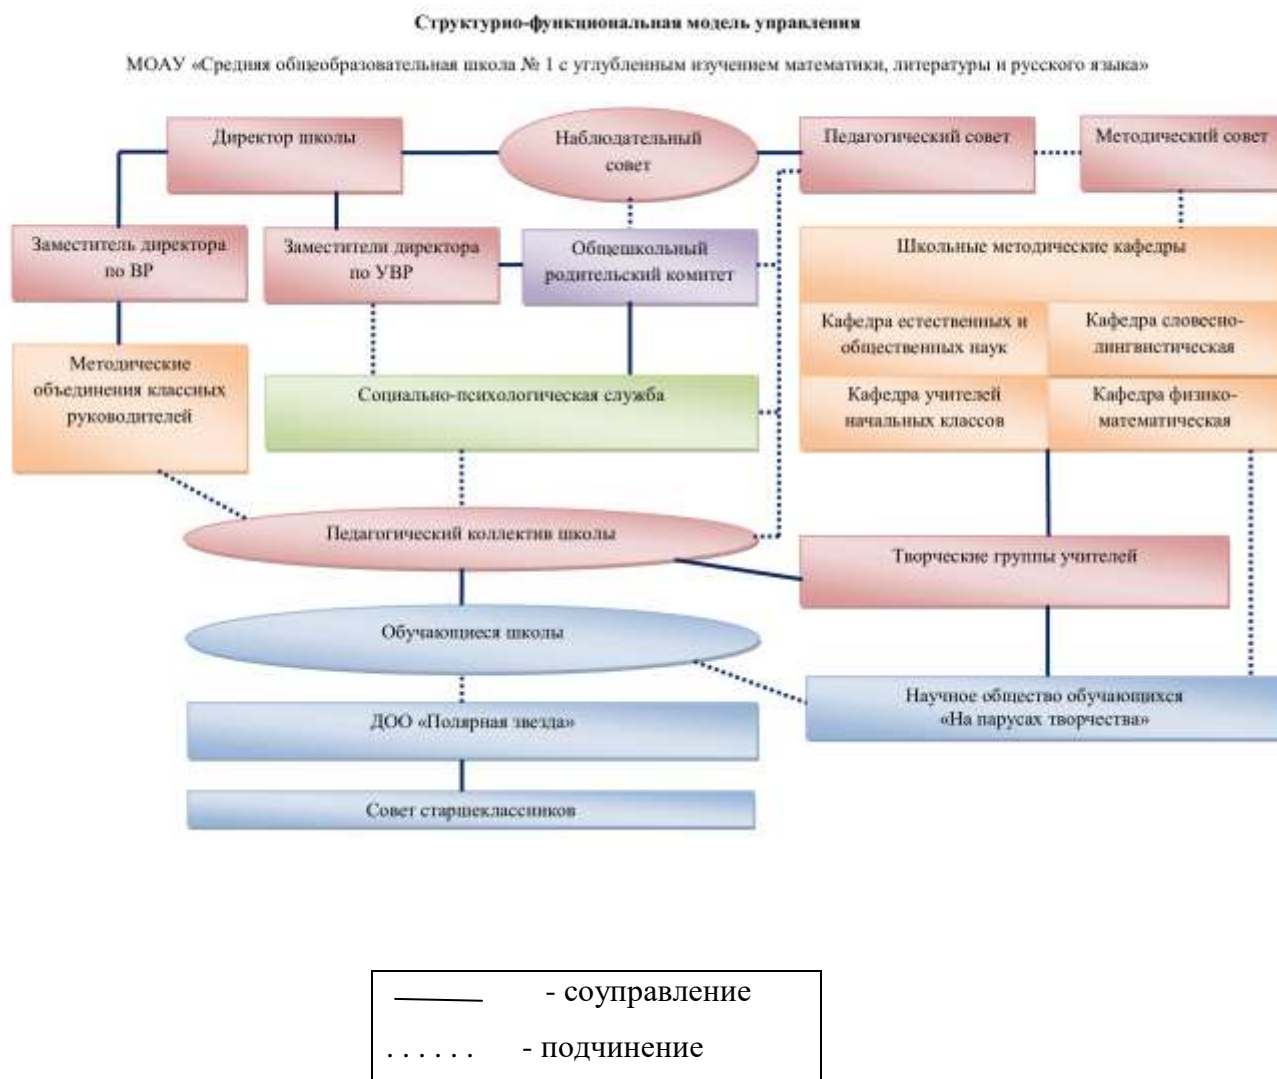 Структурно-функциональная модель управления
МОАУ «Средняя общеобразовательная школа № 1 с углубленным изучением математики, литературы и русского языка»
Директор школы
Наблюдательный
совет
Педагогический совет
Методический совет
Заместитель директора
по ВР
Заместители директора
по УВР
Общешкольный
родительский комитет
Школьные методические кафедры
Кафедра естественных и
общественных наук
Кафедра словесно-
лингвистическая
Методические
объединения классных
руководителей
Социально-психологическая служба
Кафедра учителей
начальных классов
Кафедра физико-
математическая
Педагогический коллектив школы
Творческие группы учителей
Обучающиеся школы
Научное общество обучающихся
«На парусах творчества»
ДОО «Полярная звезда»
Совет старшеклассников
- соуправление
. . . . . . - подчинение